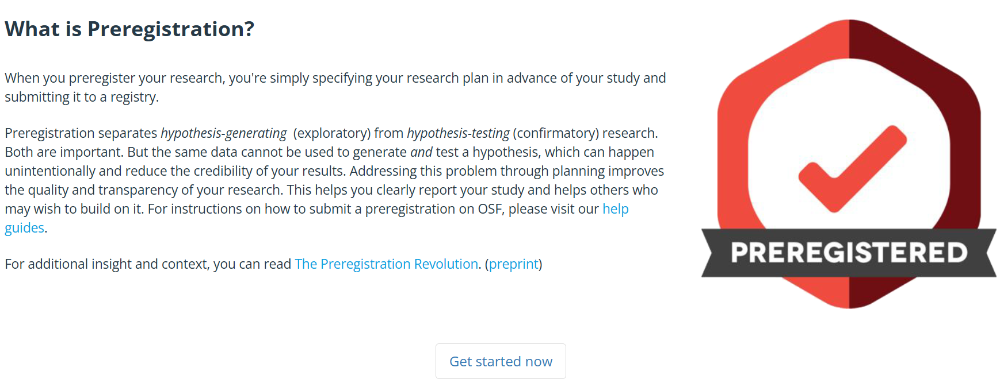 What is Preregistration?
When you preregister your research, you're simply specifying your research plan in advance of your study and
submitting it to a registry.
Preregistration separates hypothesis-generating (exploratory) from hypothesis-testing (confirmatory) research.
Both are important. But the same data cannot be used to generate and test a hypothesis, which can happen
unintentionally and reduce the credibility of your results. Addressing this problem through planning improves
the quality and transparency of your research. This helps you clearly report your study and helps others who
may wish to build on it. For instructions on how to submit a preregistration on OSF, please visit our help
guides.
For additional insight and context, you can read The Preregistration Revolution. (preprint)
PREREGISTERED
Get started now